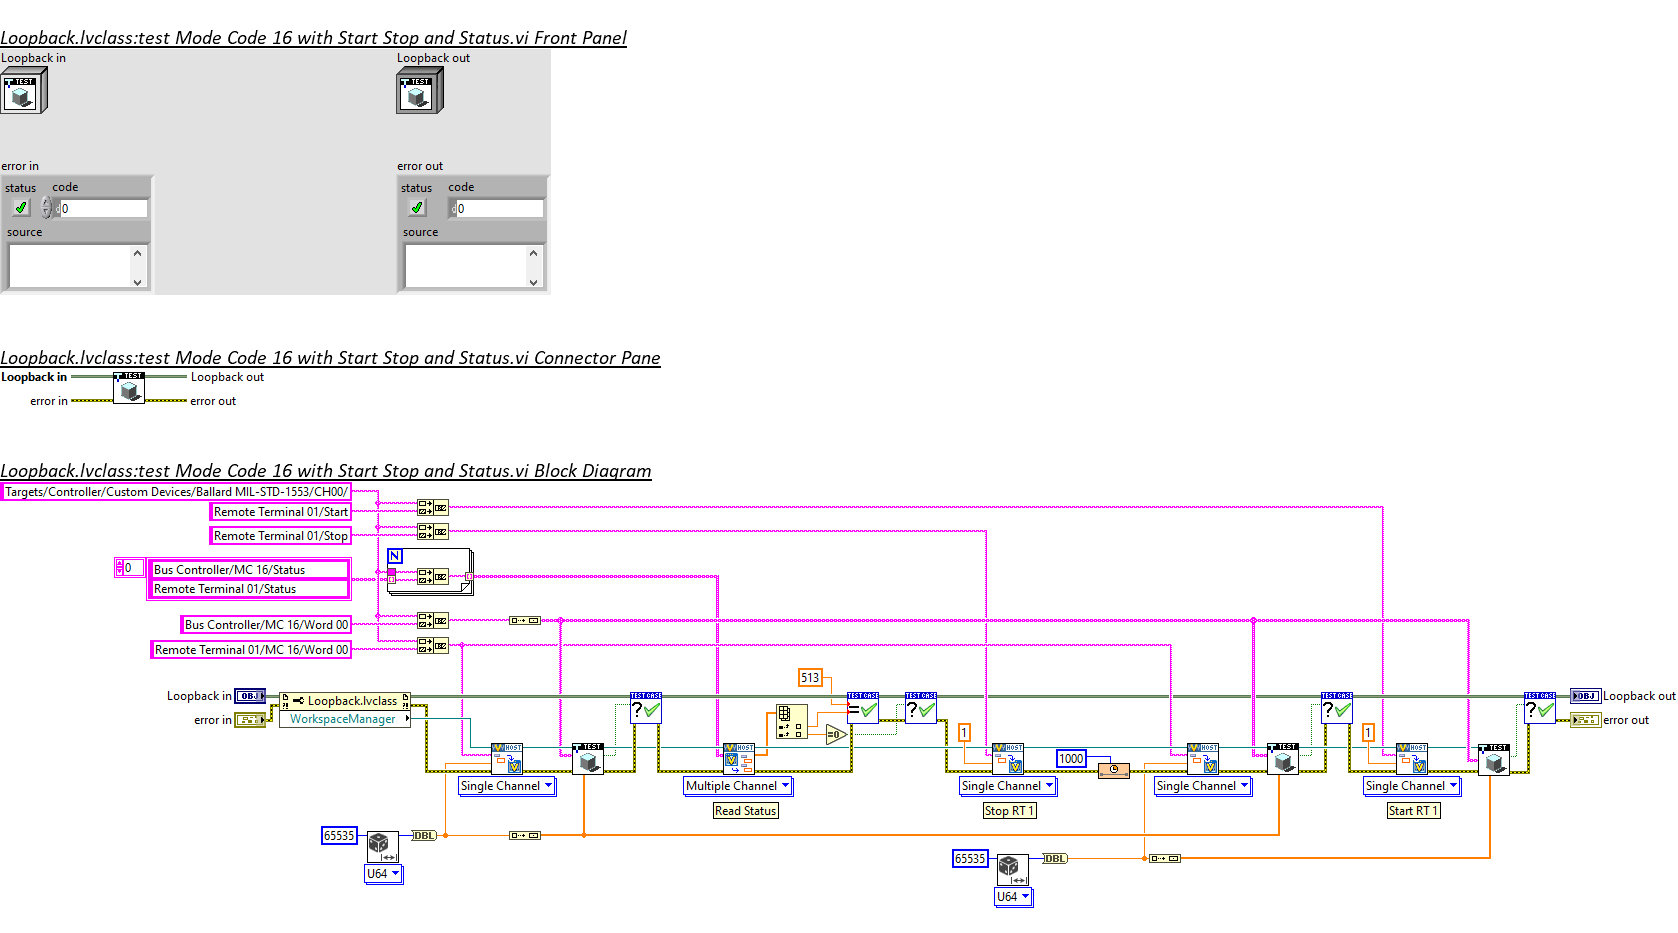 Loopback.lvclass:test Mode Code 16 with Start Stop and Status.vi Front Panel
Loopback in
Loopback out
TEST
TEST
error in
error out
status code
status code
0
0
source
source
Loopback.lvclass:test Mode Code 16 with Start Stop and Status.vi Connector Pane
Loopback in
TEST
Loopback out
error in
error out
Loopback.lvclass:test Mode Code 16 with Start Stop and Status.vi Block Diagram
Targets/Controller/Custom Devices/Ballard MIL-STD-1553/CH00/
Remote Terminal 01/Start
Remote Terminal 01/Stop
N
0
Bus Controller/MC 16/Status
Remote Terminal 01/Status
Bus Controller/MC 16/Word 00
Remote Terminal 01/MC 16/Word 00
513
Loopback in
OBJ
Loopback.lvclass
TEST CASE
TEST CASE
TEST CASE
TEST CASE
TEST CASE
OBJ
Loopback out
error in
WorkspaceManager
error out
=0
1
1
HOST
TEST
HOST
HOST
1000
HOST
TEST
HOST
TEST
Single Channel
Multiple Channel
Single Channel
Single Channel
Single Channel
Read Status
Stop RT 1
Start RT 1
65535
DBL
U64
65535
DBL
U64